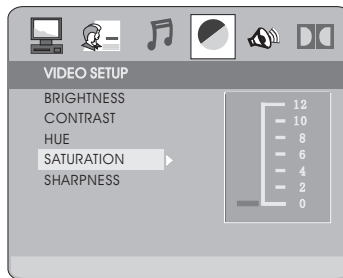 VIDEO SETUP
BRIGHTNESS
CONTRAST
HUE
SATURATION
SHARPNESS
12
10
8
6
4
2
0